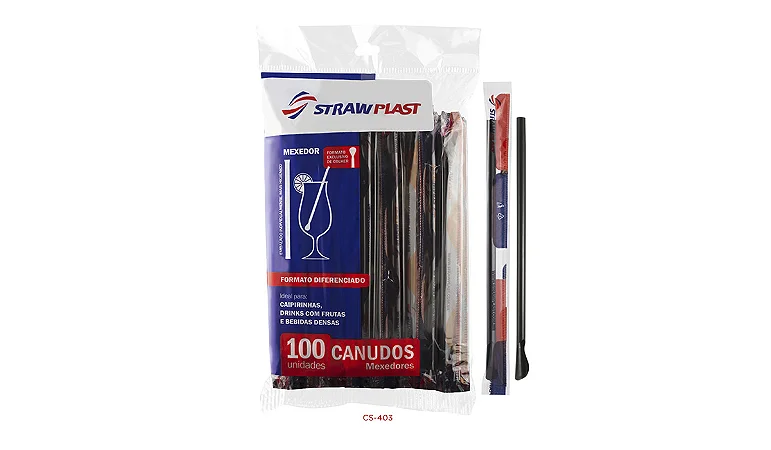 STRAWPLAST
MEXEDOR
FORMATO
EXCLUSIVO
DE COLHER
FORMATO DIFERENCIADO
Ideal para:
CAIPIRINHAS,
DRINKS COM FRUTAS
E BEBIDAS DENSAS
100 CANUDOS
unidades Mexedores
CS-403